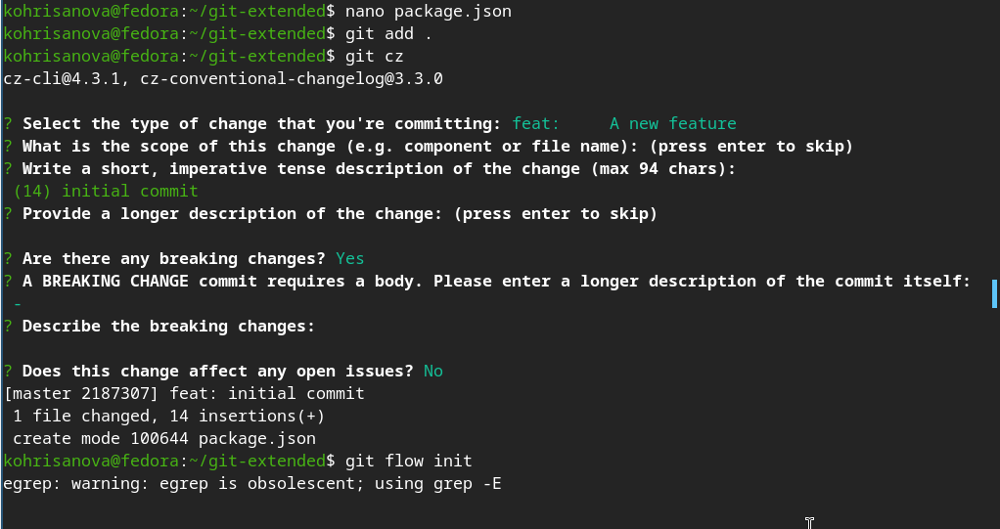 kohrisanova@fedora:~/git-extended$ nano package.json
kohrisanova@fedora:~/git-extended$ git add .
kohrisanova@fedora:~/git-extended$ git cz
cz-cli@4.3.1, cz-conventional-changelog@3.3.0
? Select the type of change that you're committing: feat:     A new feature
? What is the scope of this change (e.g. component or file name): (press enter to skip)
? Write a short, imperative tense description of the change (max 94 chars):
 (14) initial commit
? Provide a longer description of the change: (press enter to skip)
? Are there any breaking changes? Yes
? A BREAKING CHANGE commit requires a body. Please enter a longer description of the commit itself:
 -
? Describe the breaking changes:
? Does this change affect any open issues? No
[master 2187307] feat: initial commit
 1 file changed, 14 insertions(+)
 create mode 100644 package.json
kohrisanova@fedora:~/git-extended$ git flow init
egrep: warning: egrep is obsolescent; using grep -E